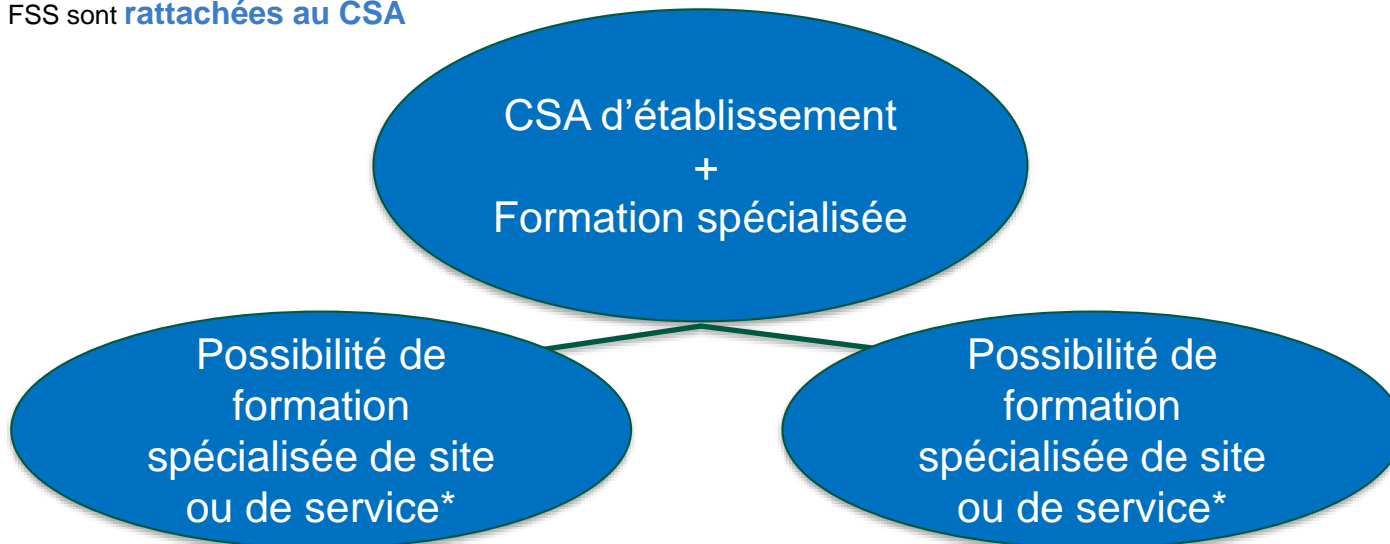 FSS sont rattachées au CSA
CSA d’établissement
+
Formation spécialisée
Possibilité de
formation
spécialisée de site
ou de service*
Possibilité de
formation
spécialisée de site
ou de service*